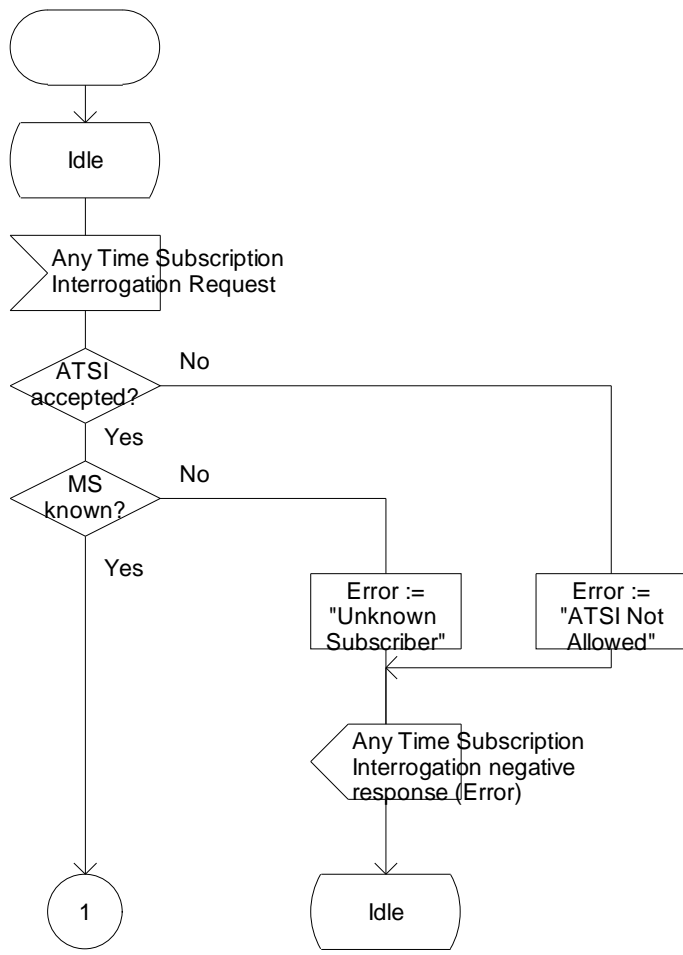 Idle
Any Time Subscription
Interrogation Request
ATSI
accepted?
No
Yes
MS
known?
No
Yes
Error :=
"Unknown
Subscriber"
Error :=
"ATSI Not
Allowed"
Any Time Subscription
Interrogation negative
response (Error)
1
Idle